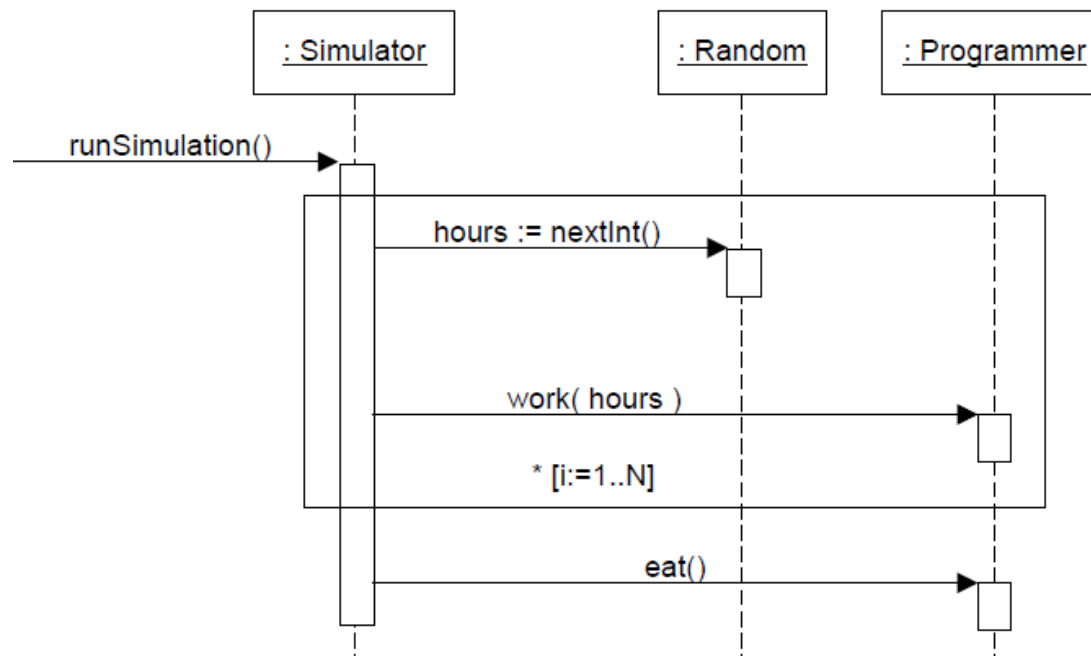 : Simulator
: Random
: Programmer
runSimulation()
hours := nextInt()
work( hours )
* [i:=1..N]
eat()